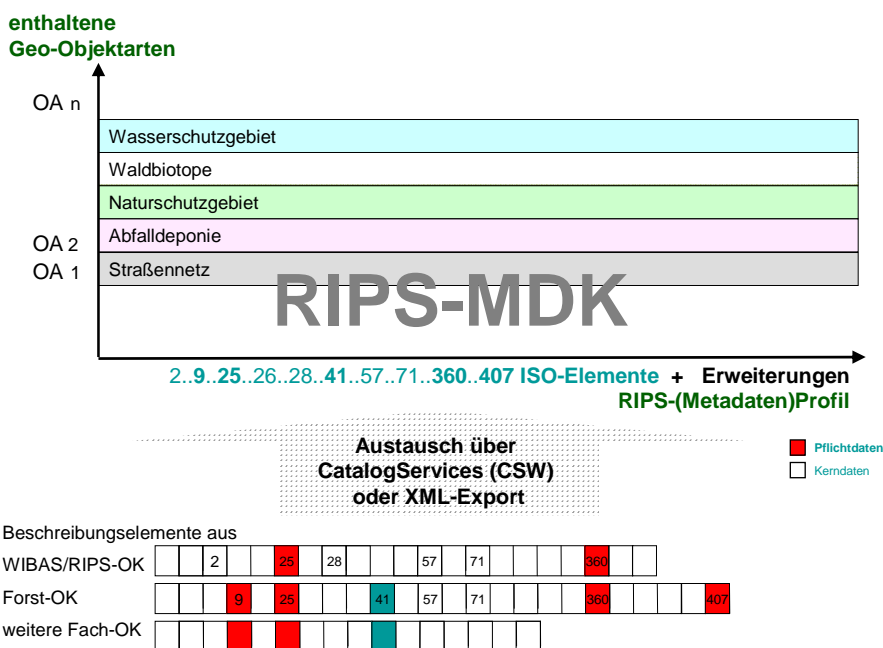 enthaltene
Geo-Objektarten
OA n
Wasserschutzgebiet
Waldbiotope
Naturschutzgebiet
OA 2 Abfalldeponie
OA 1 Straßennetz
RIPS-MDK
2..9..25..26..28..41..57..71..360..407 ISO-Elemente + Erweiterungen
RIPS-(Metadaten)Profil
Austausch über
CatalogServices (CSW)
oder XML-Export
Pflichtdaten
Kerndaten
Beschreibungselemente aus
WIBAS/RIPS-OK 2 25 28 57 71 360
Forst-OK 9 25 41 57 71 360 407
weitere Fach-OK